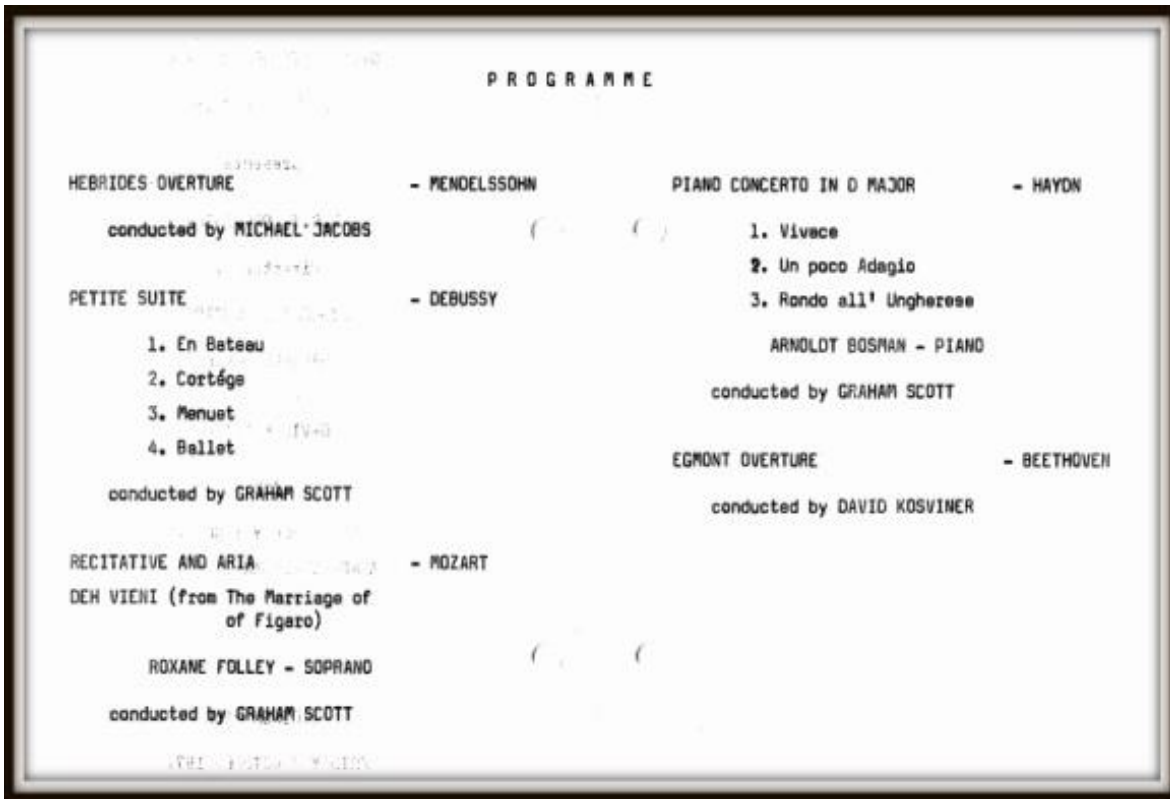 PROGRAMME
HEBRIDES OVERTURE - MENDELSSOHN
conducted by MICHAEL JACOBS
PETITE SUITE - DEBUSSY
1. En Bateau
2. Cortége
3. Menuet
4. Ballet
conducted by GRAHAM SCOTT
RECITATIVE AND ARIA - MOZART
DEH VIENI (from The Marriage of
of Figaro)
ROXANE FOLLEY - SOPRANO
conducted by GRAHAM SCOTT
PIANO CONCERTO IN D MAJOR - HAYDN
1. Vivace
2. Un poco Adagio
3. Rondo all' Ungherese
ARNOLDT BOSMAN - PIANO
conducted by GRAHAM SCOTT
EGMONT OVERTURE - BEETHOVEN
conducted by DAVID KOSVINER